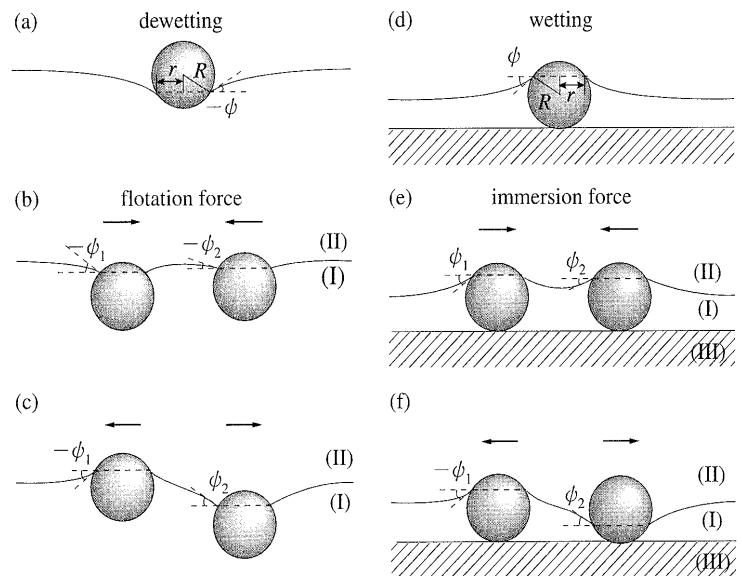 (a) dewetting
r R
−ϕ
(b) flotation force
−ϕ1 −ϕ2 (II)
(I)
(c)
−ϕ1 (II)
ϕ2 (I)
(d) wetting
ϕ
R r
(e) immersion force
ϕ1 ϕ2 (II)
(I)
(III)
(f)
−ϕ1 (II)
ϕ2 (I)
(III)